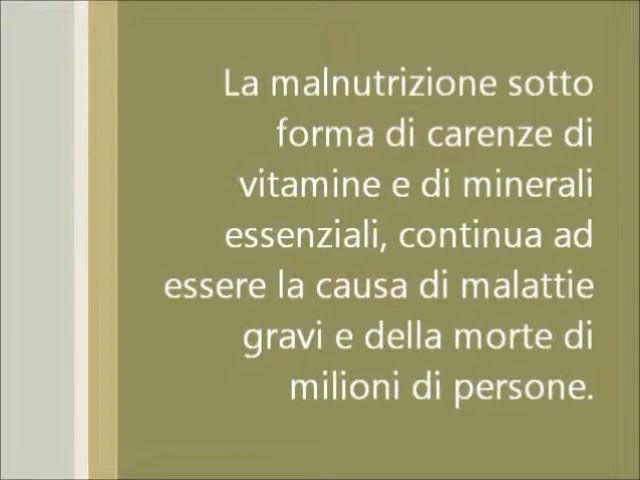 La malnutrizione sotto
forma di carenze di
vitamine e di minerali
essenziali, continua ad
essere la causa di malattie
gravi e della morte di
milioni di persone.